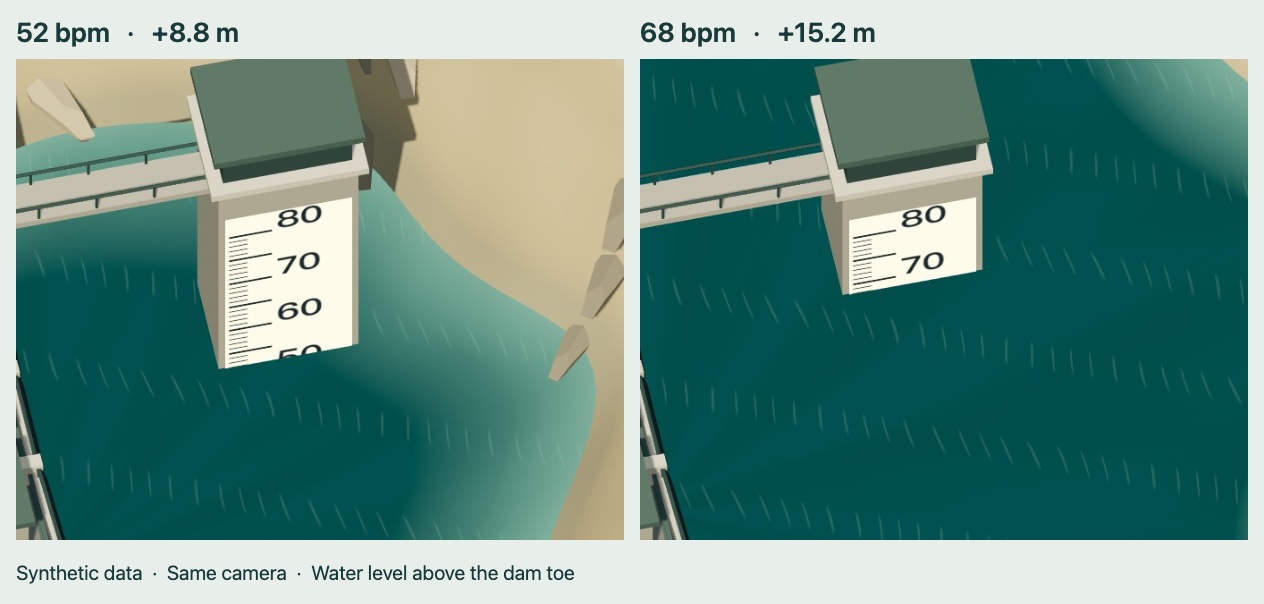 52 bpm · +8.8 m
80
70
60
50
68 bpm · +15.2 m
80
70
Synthetic data · Same camera · Water level above the dam toe